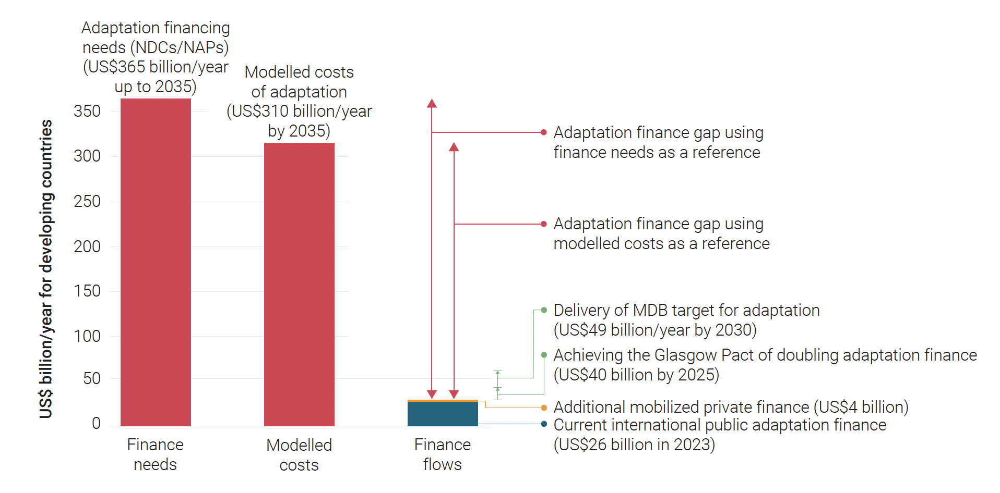 Adaptation financing
needs (NDCs/NAPs)
(US$365 billion/year
up to 2035)
Modelled costs
of adaptation
(US$310 billion/year
by 2035)
US$ billion/year for developing countries
350
300
250
200
150
100
50
0
Finance
needs
Modelled
costs
Finance
flows
Adaptation finance gap using
finance needs as a reference
Adaptation finance gap using
modelled costs as a reference
Delivery of MDB target for adaptation
(US$49 billion/year by 2030)
Achieving the Glasgow Pact of doubling adaptation finance
(US$40 billion by 2025)
Additional mobilized private finance (US$4 billion)
Current international public adaptation finance
(US$26 billion in 2023)